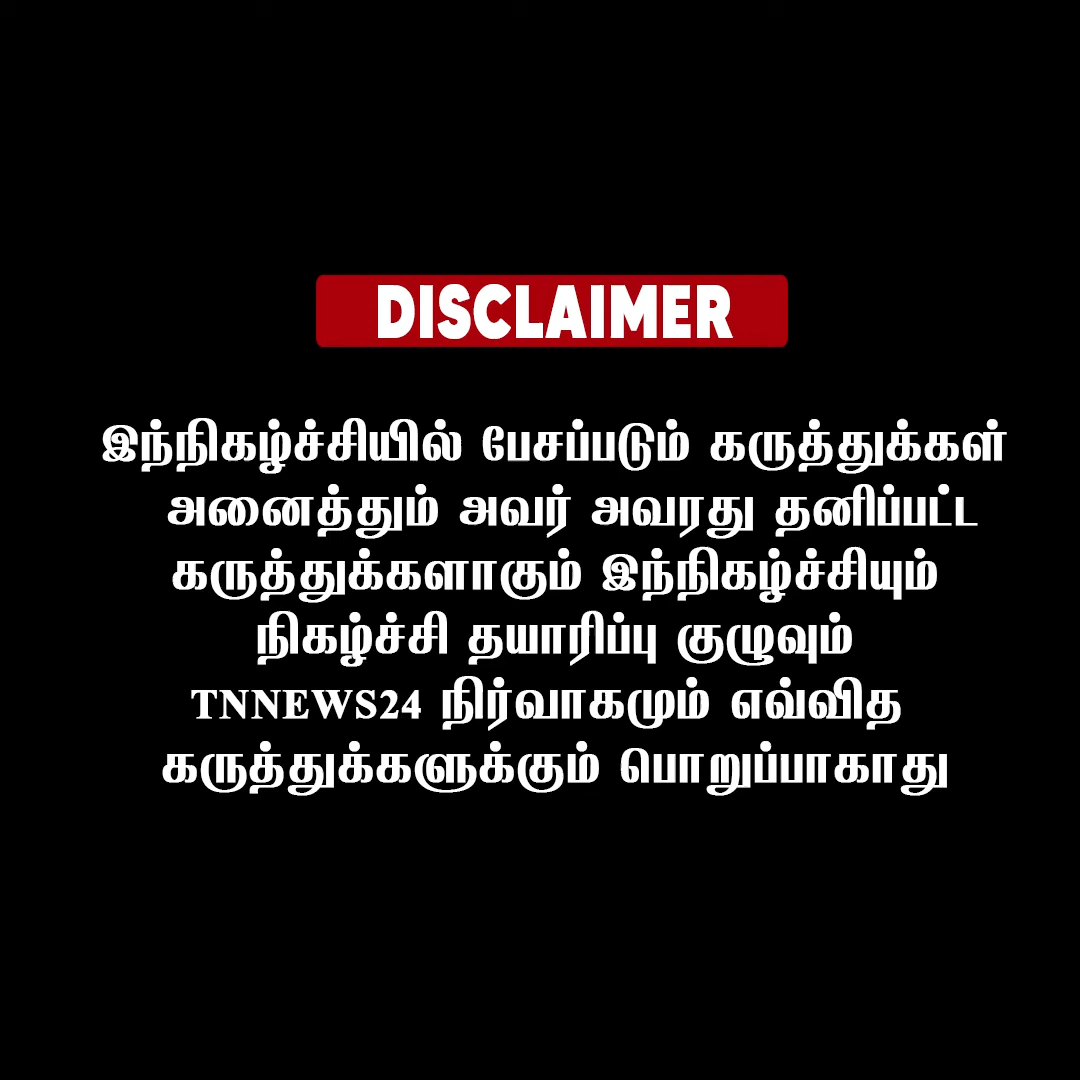 DISCLAIMER
இந்நிகழ்ச்சியில் பேசப்படும் கருத்துக்கள்
அனைத்தும் அவர் அவரது தனிப்பட்ட
கருத்துக்களாகும் இந்நிகழ்ச்சியும்
நிகழ்ச்சி தயாரிப்பு குழுவும்
TNNEWS24 நிர்வாகமும் எவ்வித
கருத்துக்களுக்கும் பொறுப்பாகாது